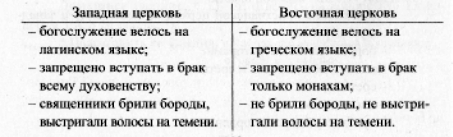 Западная церковь
– богослужение велось на
латинском языке;
– запрещено вступать в брак
всему духовенству;
– священники брили бороды,
выстригали волосы на темени.
Восточная церковь
– богослужение велось на
греческом языке;
– запрещено вступать в брак
только монахам;
– не брили бороды, не выстри-
гали волосы на темени.